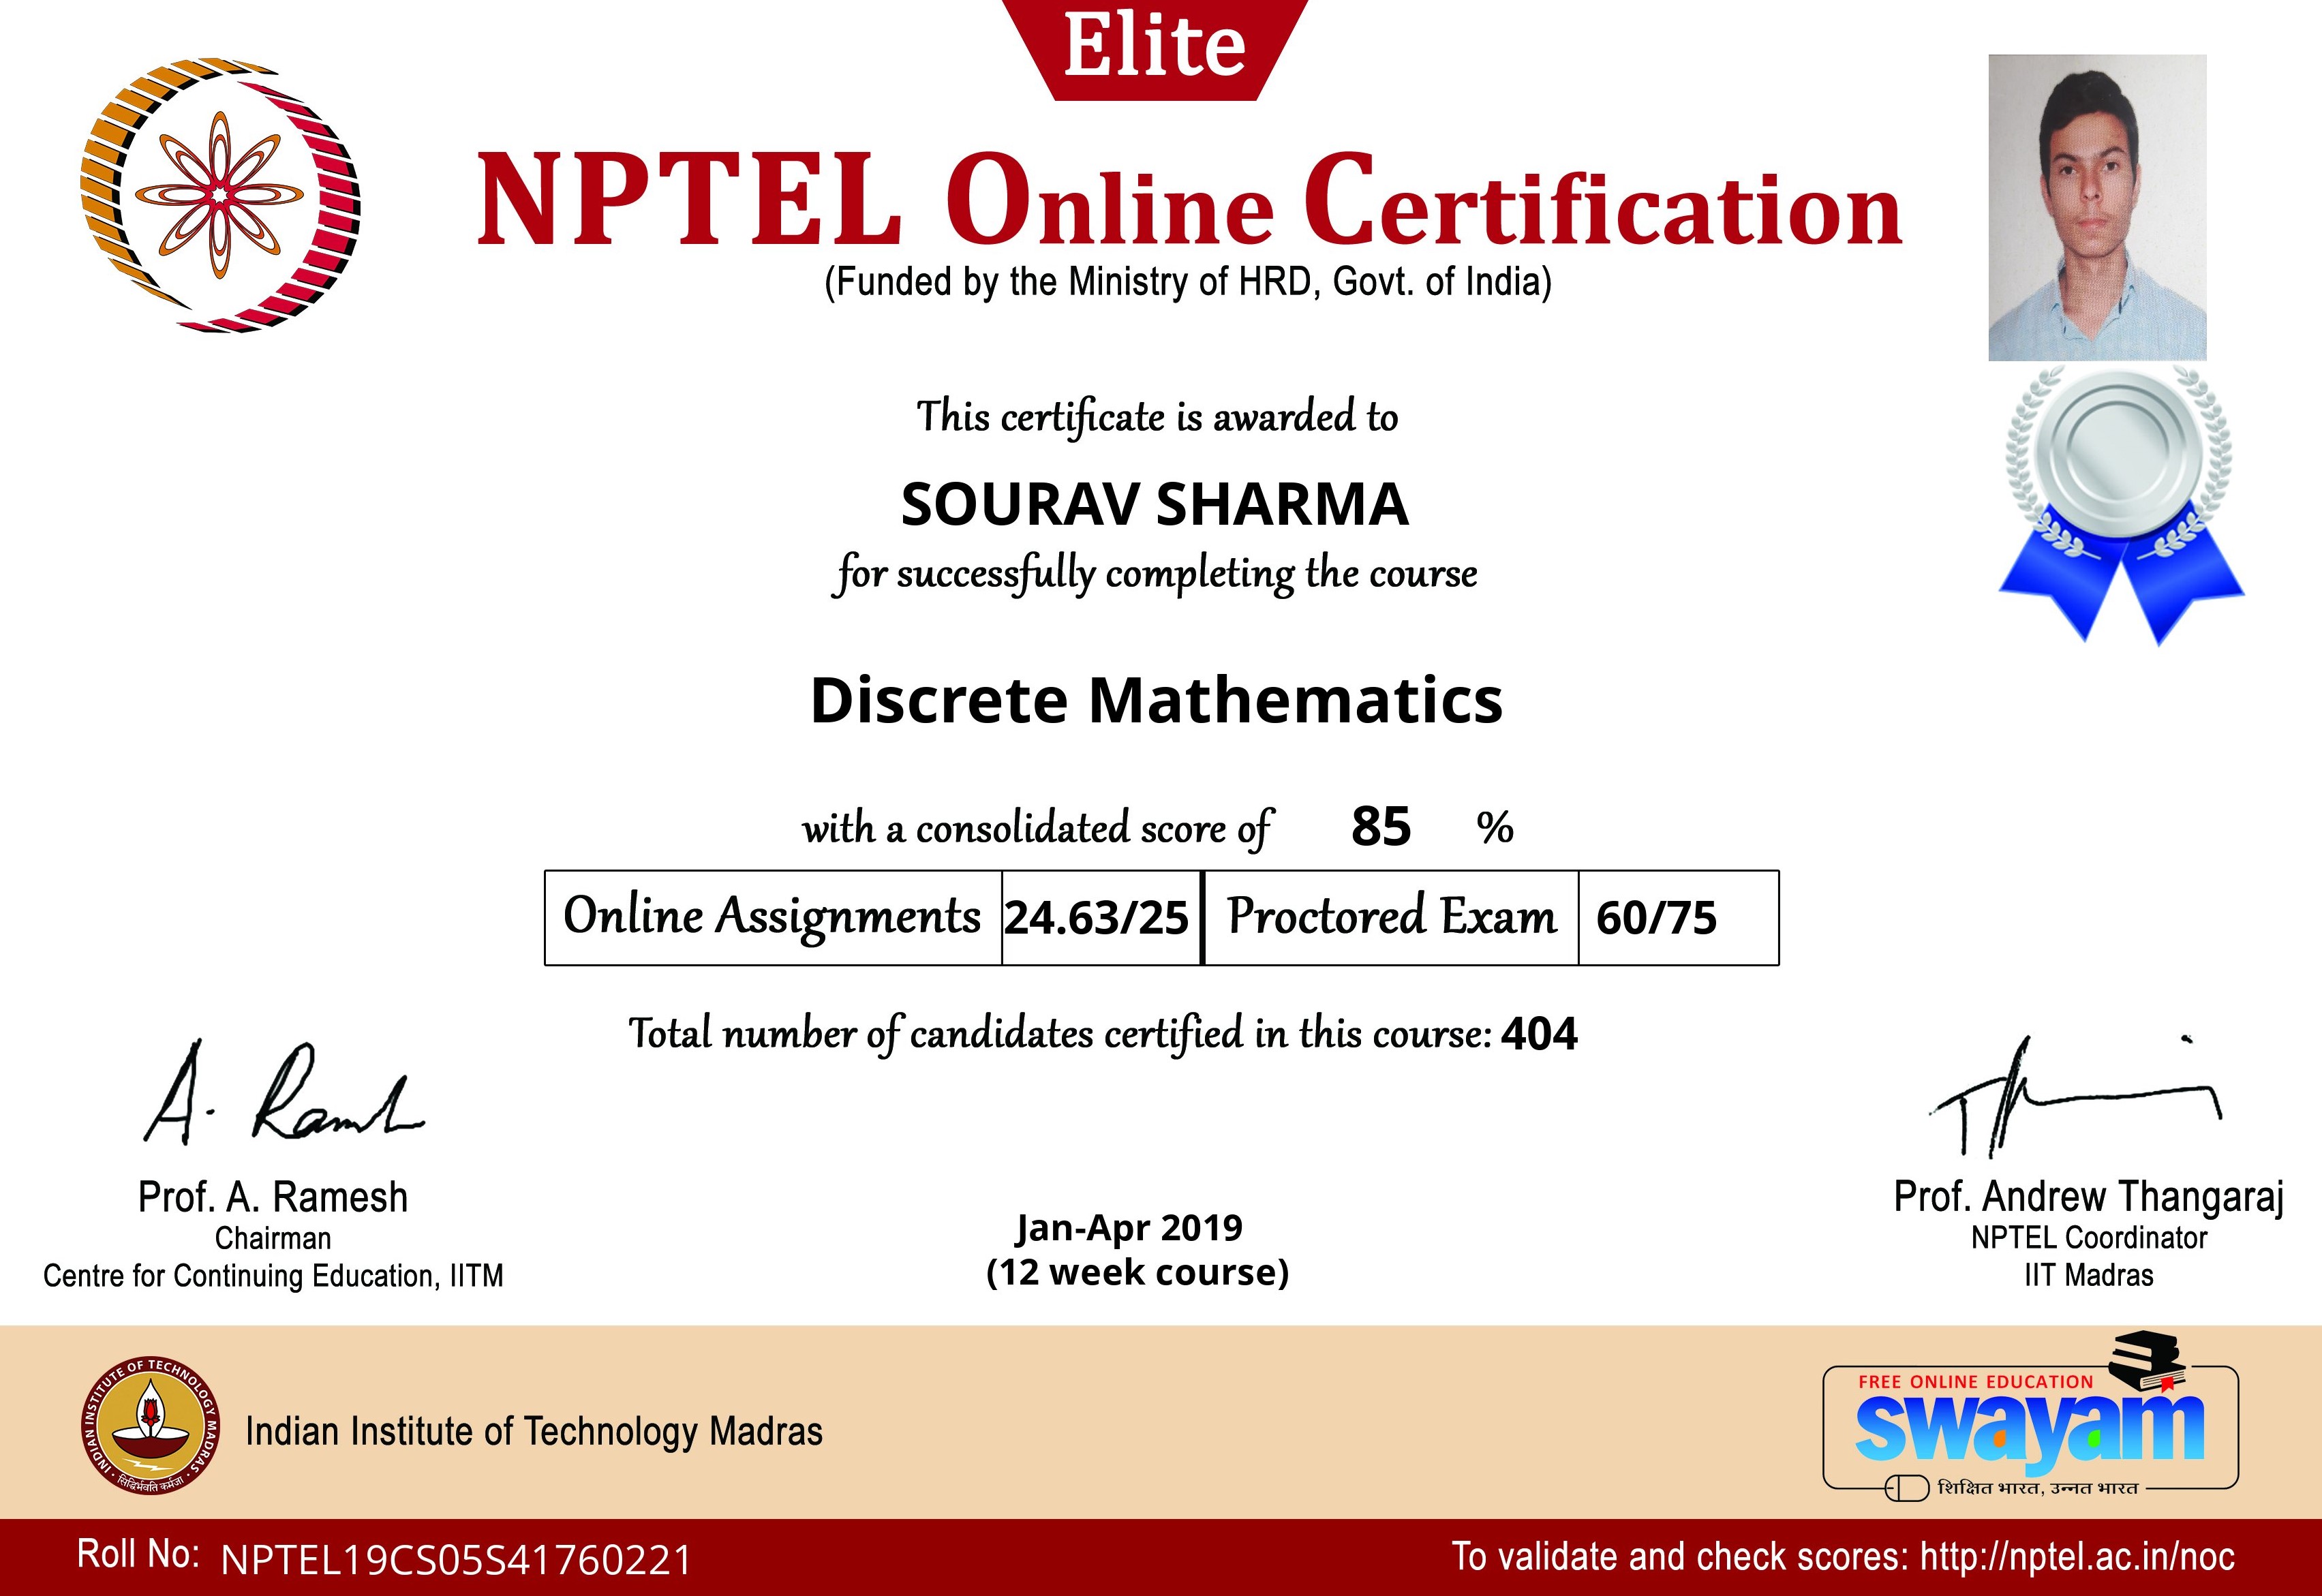 Elite
NPTEL Online Certification
(Funded by the Ministry of HRD, Govt. of India)
This certificate is awarded to
SOURAV SHARMA
for successfully completing the course
Discrete Mathematics
with a consolidated score of 85 %
Online Assignments 24.63/25 Proctored Exam 60/75
Total number of candidates certified in this course: 404
A. Ramesh
Prof. A. Ramesh
Chairman
Centre for Continuing Education, IITM
Jan-Apr 2019
(12 week course)
Prof. Andrew Thangaraj
NPTEL Coordinator
IIT Madras
INDIAN INSTITUTE OF TECHNOLOGY MADRAS
सिद्धिर्भवति कर्मजा
Indian Institute of Technology Madras
FREE ONLINE EDUCATION
swayam
शिक्षित भारत, उन्नत भारत
Roll No: NPTEL19CS05S41760221
To validate and check scores: http://nptel.ac.in/noc